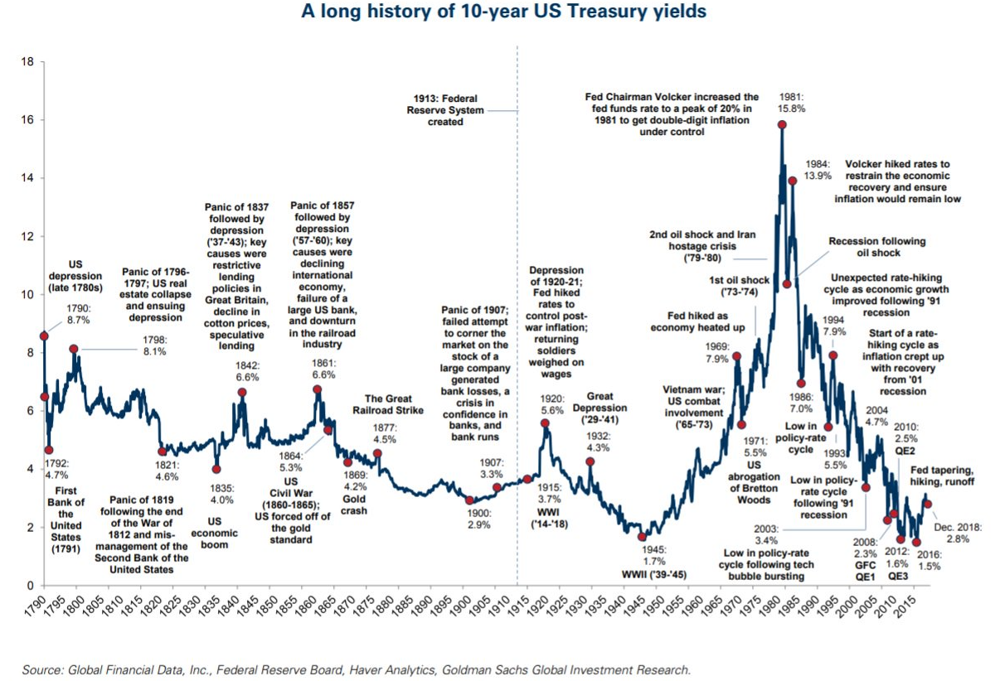 A long history of 10-year US Treasury yields
18
16
14
12
10
8
6
4
2
0
US
depression
(late 1780s)
1790:
8.7%
Panic of 1796-
1797; US real
estate collapse
and ensuing
depression
1798:
8.1%
1792:
4.7%
First
Bank of
the
United
States
(1791)
1821:
4.6%
Panic of 1819
following the end
of the War of
1812 and mis-
management of the
Second Bank of the
United States
1835:
4.0%
US
economic
boom
Panic of 1837
followed by
depression
('37-'43); key
causes were
restrictive
lending
policies in
Great Britain,
decline in
cotton prices,
speculative
lending
1842:
6.6%
Panic of 1857
followed by
depression
('57-'60); key
causes were
declining
international
economy,
failure of a
large US bank,
and downturn
in the railroad
industry
1861:
6.6%
1864:
5.3%
US
Civil War
(1860-1865);
US forced off of
the gold
standard
1869:
4.2%
Gold
crash
The Great
Railroad Strike
1877:
4.5%
1900:
2.9%
Panic of 1907;
failed attempt
to corner the
market on the
stock of a
large company
generated
bank losses, a
crisis in
confidence in
banks, and
bank runs
1907:
3.3%
1913: Federal
Reserve System
created
1915:
3.7%
WWI
('14-'18)
Depression
of 1920-21;
Fed hiked
rates to
control post-
war inflation;
returning
soldiers
weighed on
wages
1920:
5.6%
Great
Depression
('29-'41)
1932:
4.3%
1945:
1.7%
WWII ('39-'45)
Fed Chairman Volcker increased the
fed funds rate to a peak of 20% in
1981 to get double-digit inflation
under control
1981:
15.8%
1984:
13.9%
Volcker hiked rates to
restrain the economic
recovery and ensure
inflation would remain low
2nd oil shock and Iran
hostage crisis
('79-'80)
Recession following
oil shock
1st oil shock
('73-'74)
Fed hiked as
economy heated up
1969:
7.9%
Vietnam war;
US combat
involvement
('65-'73)
1971:
5.5%
US
abrogation
of Bretton
Woods
1986:
7.0%
Unexpected rate-hiking
cycle as economic growth
improved following '91
recession
1994
7.9%
Low in
policy-rate
cycle
1993:
5.5%
Low in policy-
rate cycle
following '91
recession
Start of a rate-
hiking cycle as
inflation crept up
with recovery
from '01
recession
2004
4.7%
2003:
3.4%
Low in policy-rate
cycle following tech
bubble bursting
2010:
2.5%
QE2
2008:
2.3%
GFC
QE1
2012:
1.6%
QE3
Fed tapering,
hiking, runoff
2016:
1.5%
Dec. 2018:
2.8%
1790
1795
1800
1805
1810
1815
1820
1825
1830
1835
1840
1845
1850
1855
1860
1865
1870
1875
1880
1885
1890
1895
1900
1905
1910
1915
1920
1925
1930
1935
1940
1945
1950
1955
1960
1965
1970
1975
1980
1985
1990
1995
2000
2005
2010
2015
Source: Global Financial Data, Inc., Federal Reserve Board, Haver Analytics, Goldman Sachs Global Investment Research.